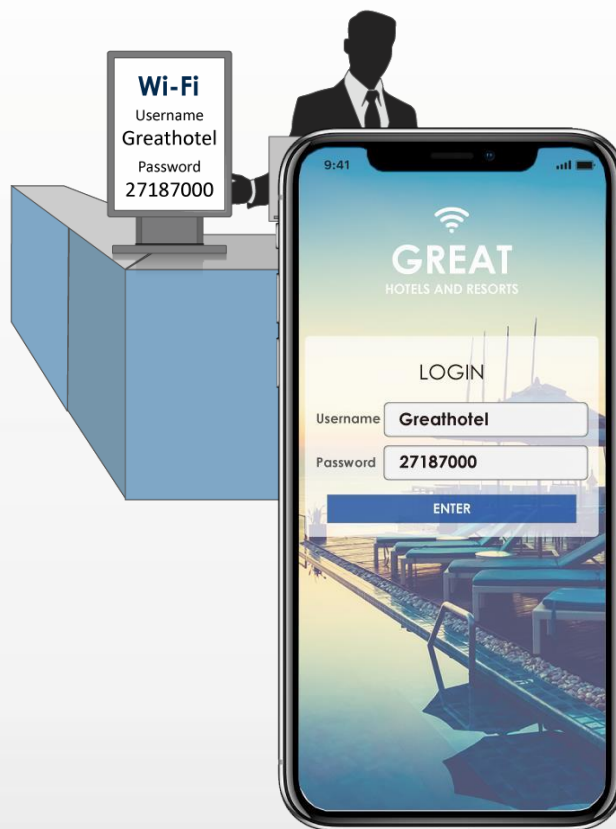 Wi-Fi
Username
Greathotel
Password
27187000
9:41
GREAT
HOTELS AND RESORTS
LOGIN
Username Greathotel
Password 27187000
ENTER